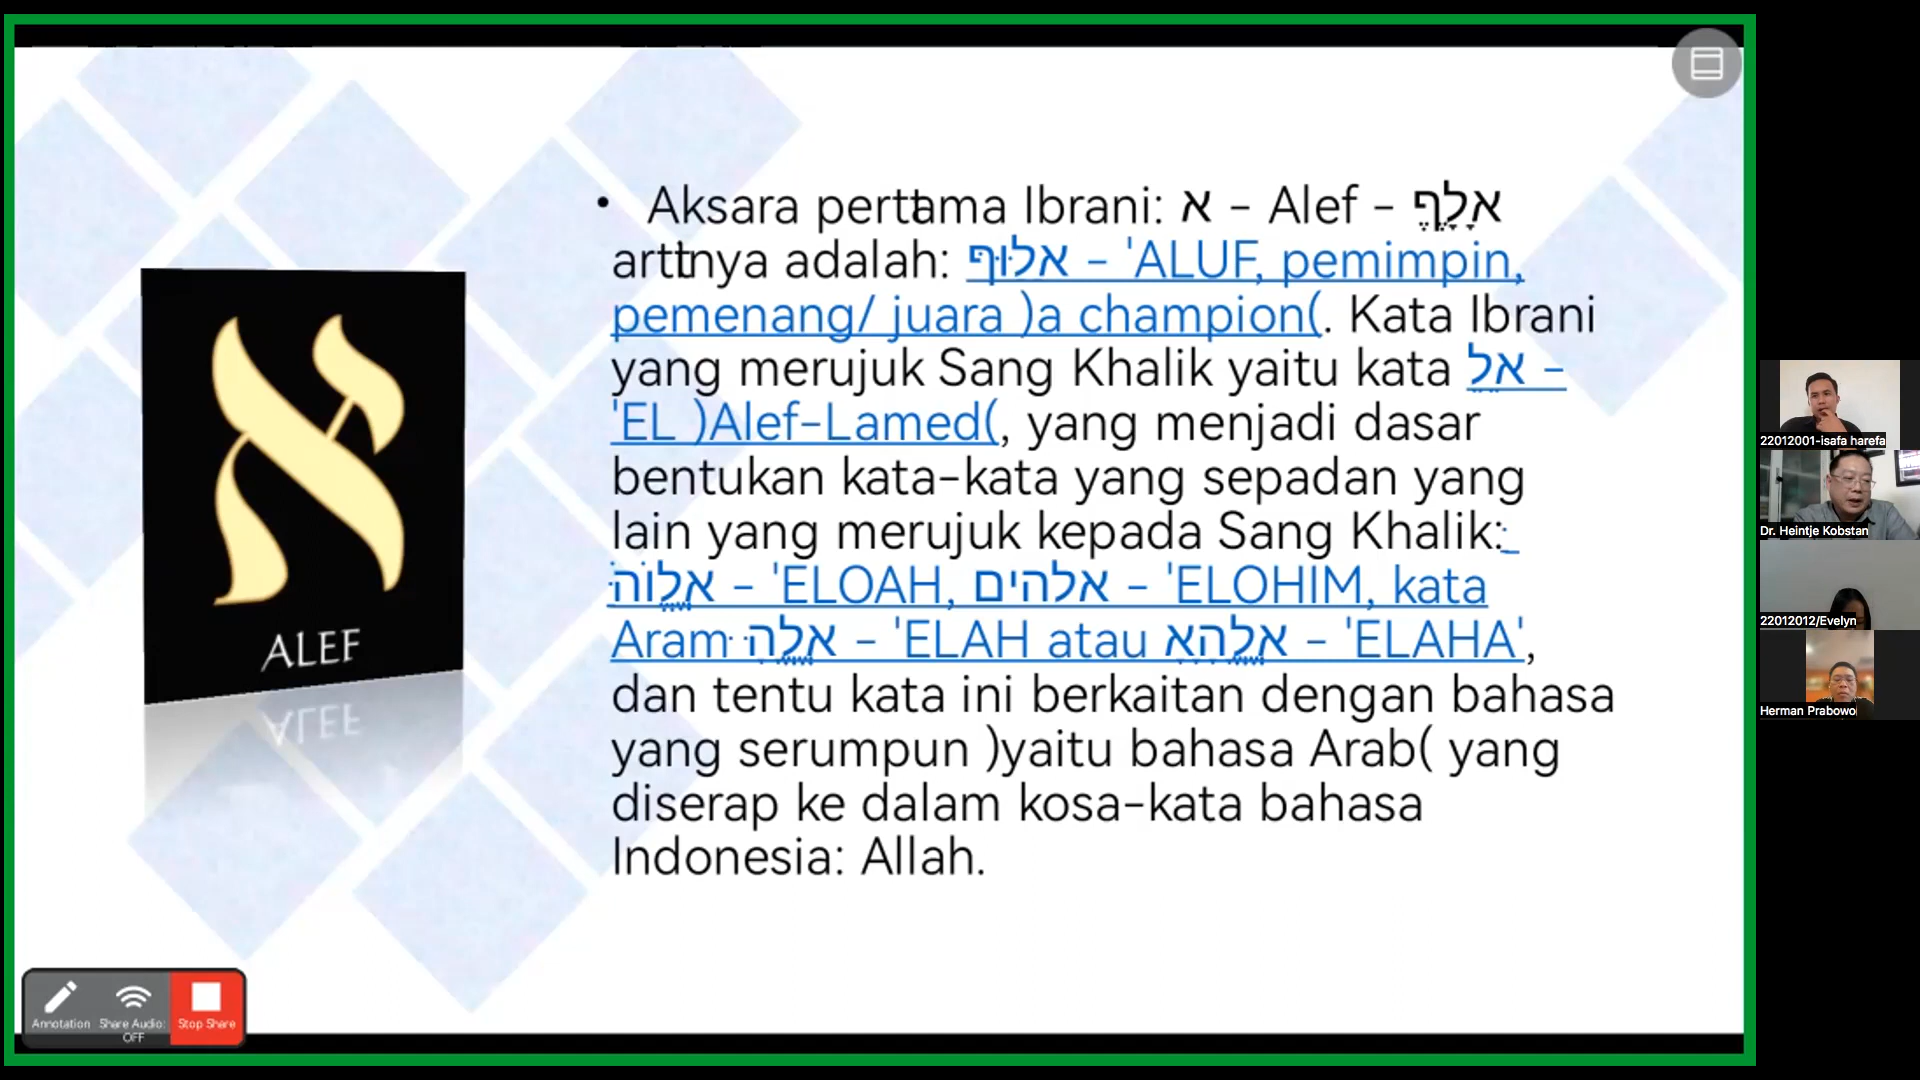 ALEF
• Aksara perttama Ibrani: א - Alef - אָלֶף
arttinya adalah: אלוּף - 'ALUF, pemimpin,
pemenang/ juara )a champion(. Kata Ibrani
yang merujuk Sang Khalik yaitu kata אֵל -
'EL )Alef-Lamed(, yang menjadi dasar
bentukan kata-kata yang sepadan yang
lain yang merujuk kepada Sang Khalik:
אֱלוֹהּ - 'ELOAH, אלהים - 'ELOHIM, kata
Aram אֱלָהּ - 'ELAH atau אֱלָהָא - 'ELAHA',
dan tentu kata ini berkaitan dengan bahasa
yang serumpun )yaitu bahasa Arab( yang
diserap ke dalam kosa-kata bahasa
Indonesia: Allah.
Annotation
Share Audio: OFF
Stop Share
22012001-isafa harefa
Dr. Heintje Kobstan
22012012/Evelyn
Herman Prabowo